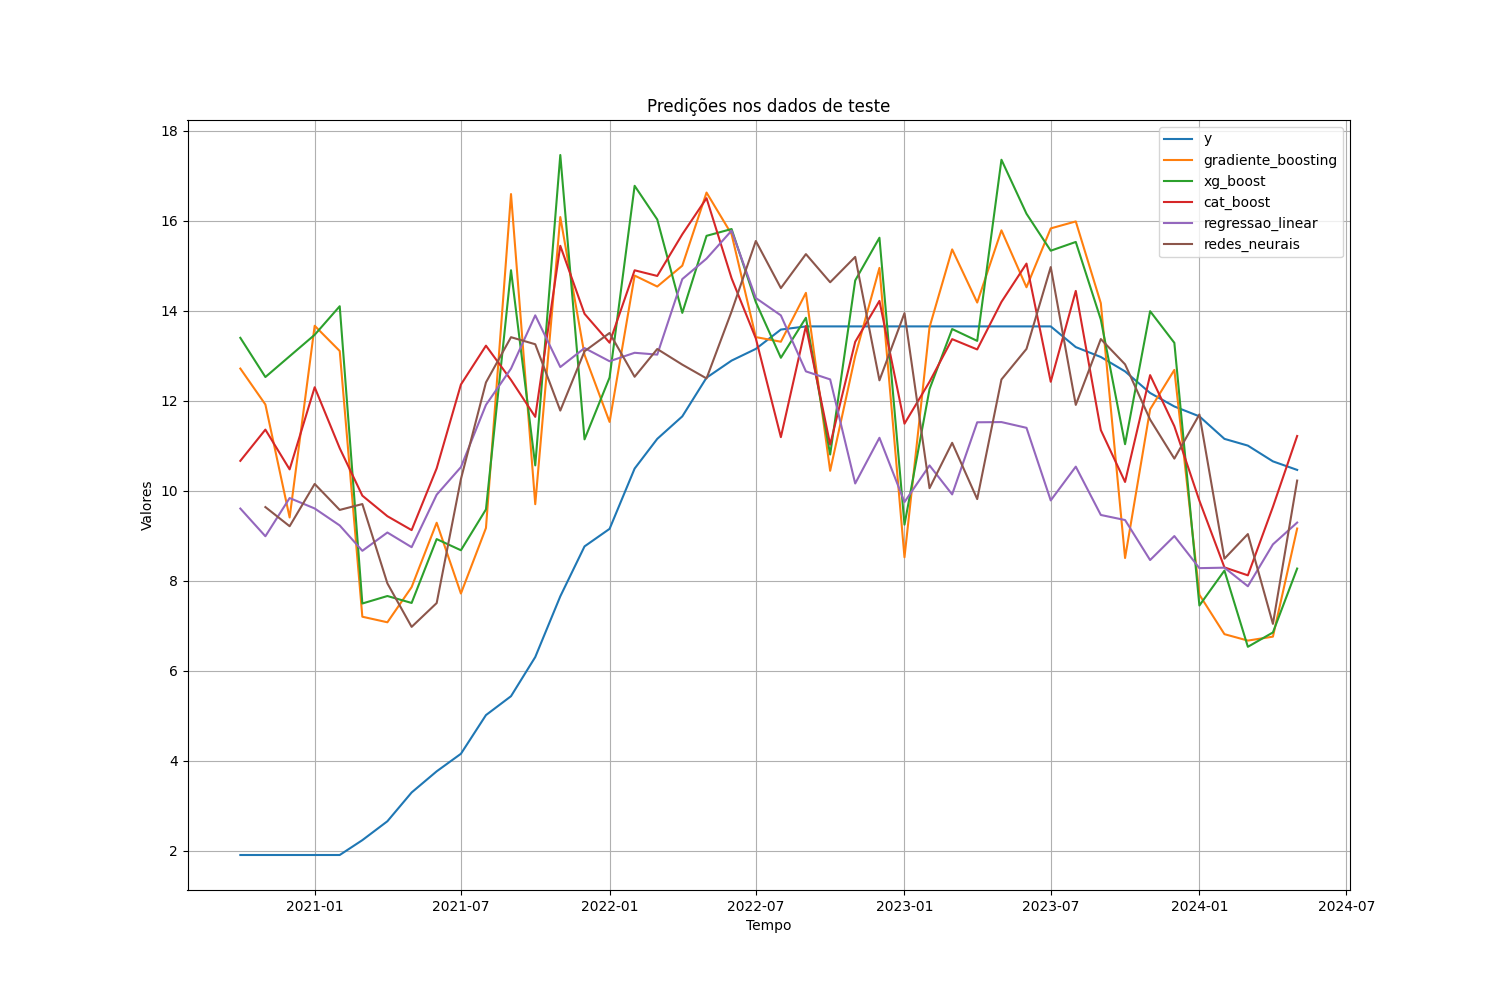 Predições nos dados de teste
y
gradiente_boosting
xg_boost
cat_boost
regressao_linear
redes_neurais
Valores
18
16
14
12
10
8
6
4
2
2021-01
2021-07
2022-01
2022-07
2023-01
2023-07
2024-01
2024-07
Tempo